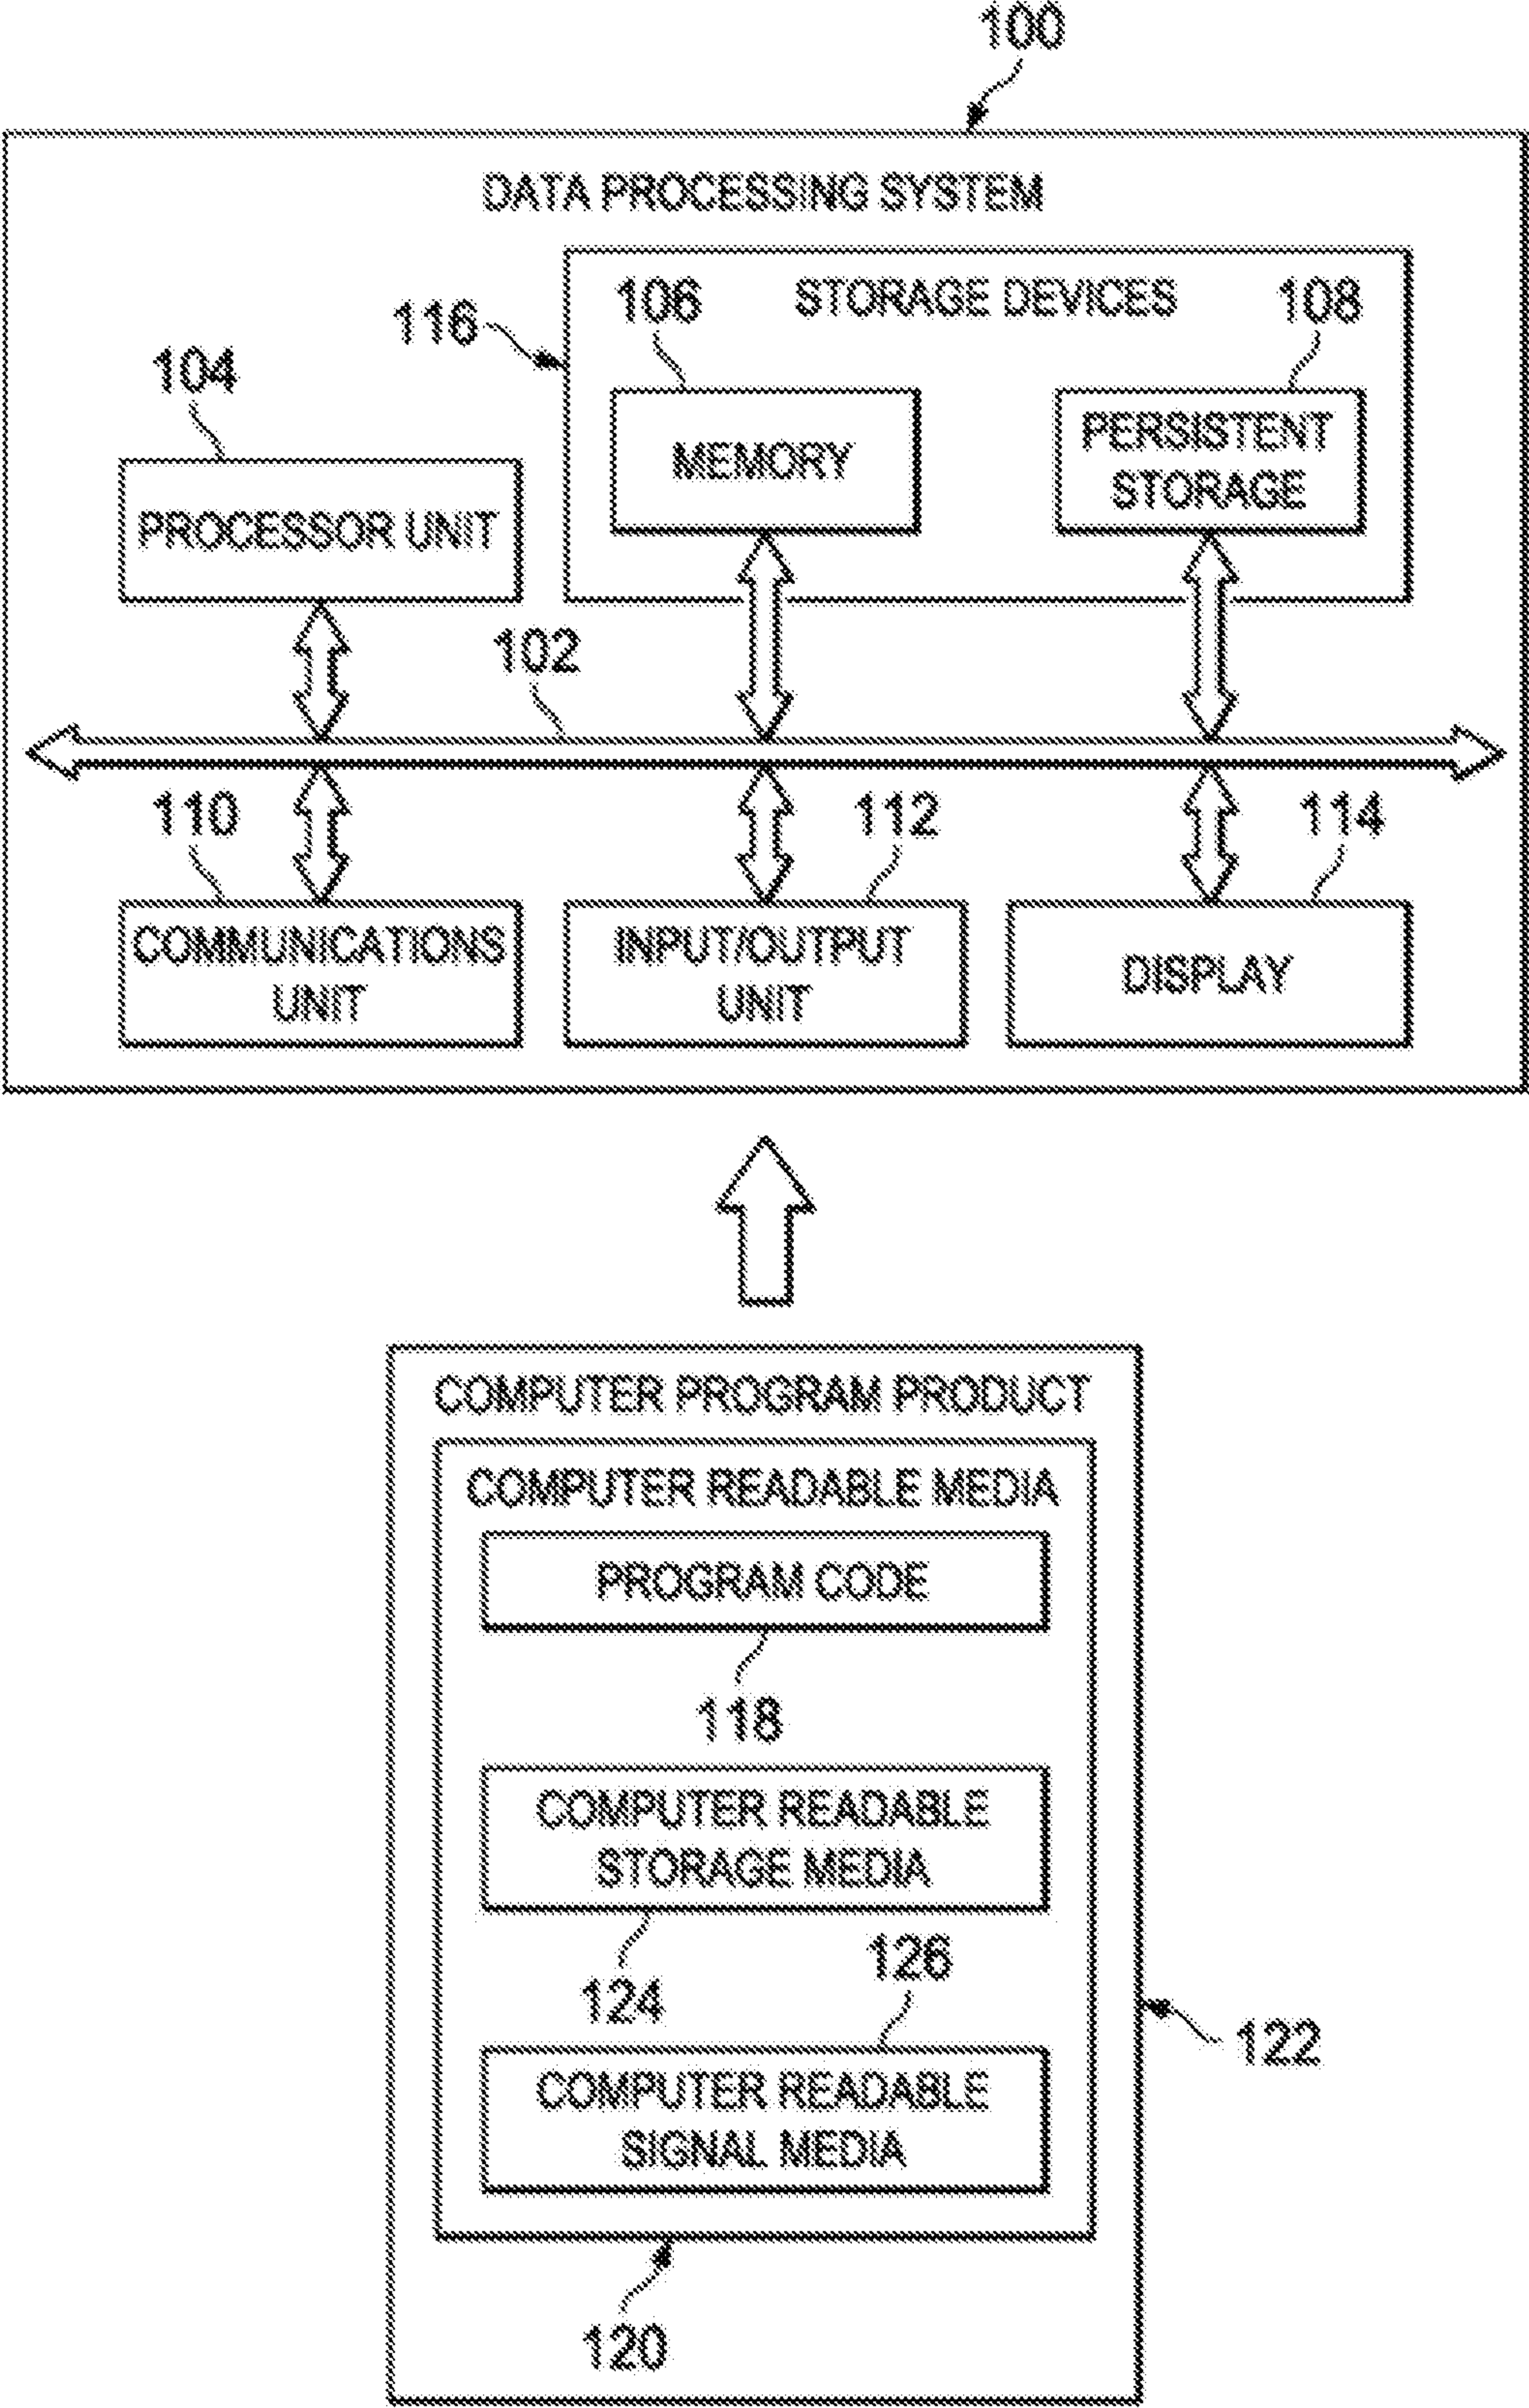 100
DATA PROCESSING SYSTEM
STORAGE DEVICES
116
106
108
104
MEMORY
PERSISTENT
STORAGE
PROCESSOR UNIT
102
110
112
114
COMMUNICATIONS
UNIT
INPUT/OUTPUT
UNIT
DISPLAY
COMPUTER PROGRAM PRODUCT
COMPUTER READABLE MEDIA
PROGRAM CODE
118
COMPUTER READABLE
STORAGE MEDIA
124
126
122
COMPUTER READABLE
SIGNAL MEDIA
120